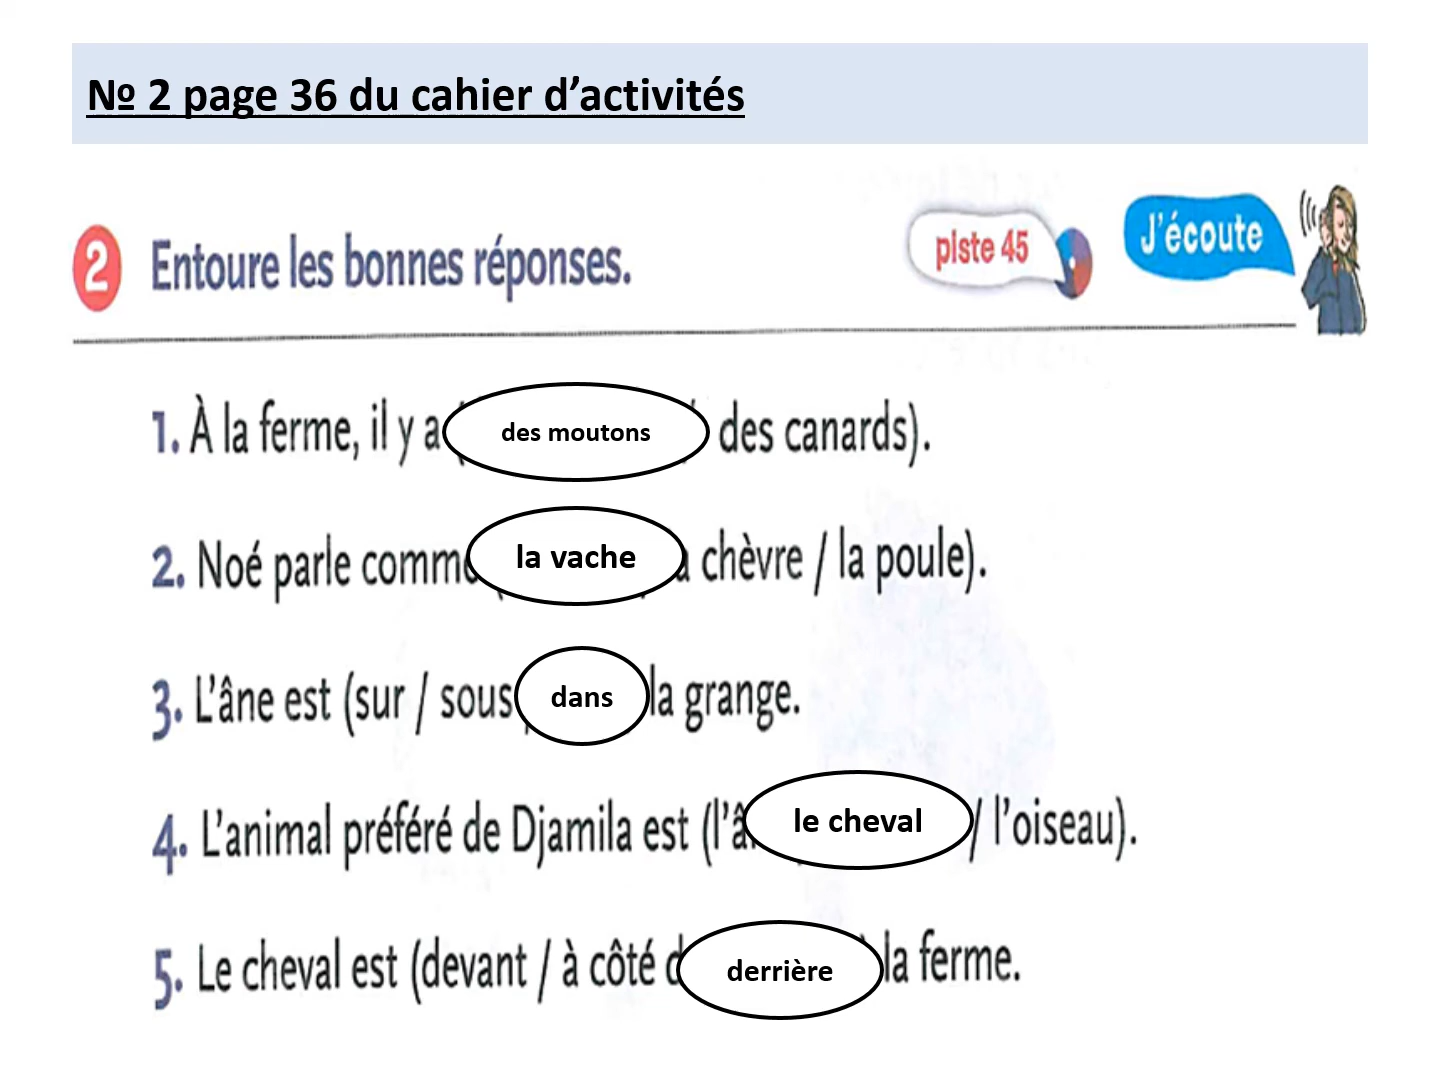 № 2 page 36 du cahier d’activités
2 Entoure les bonnes réponses. piste 45 J’écoute
1. À la ferme, il y a ( des moutons des canards).
2. Noé parle comme la vache chèvre / la poule).
3. L’âne est (sur / sous dans la grange.
4. L’animal préféré de Djamila est (l’â le cheval / l’oiseau).
5. Le cheval est (devant / à côté d derrière la ferme.